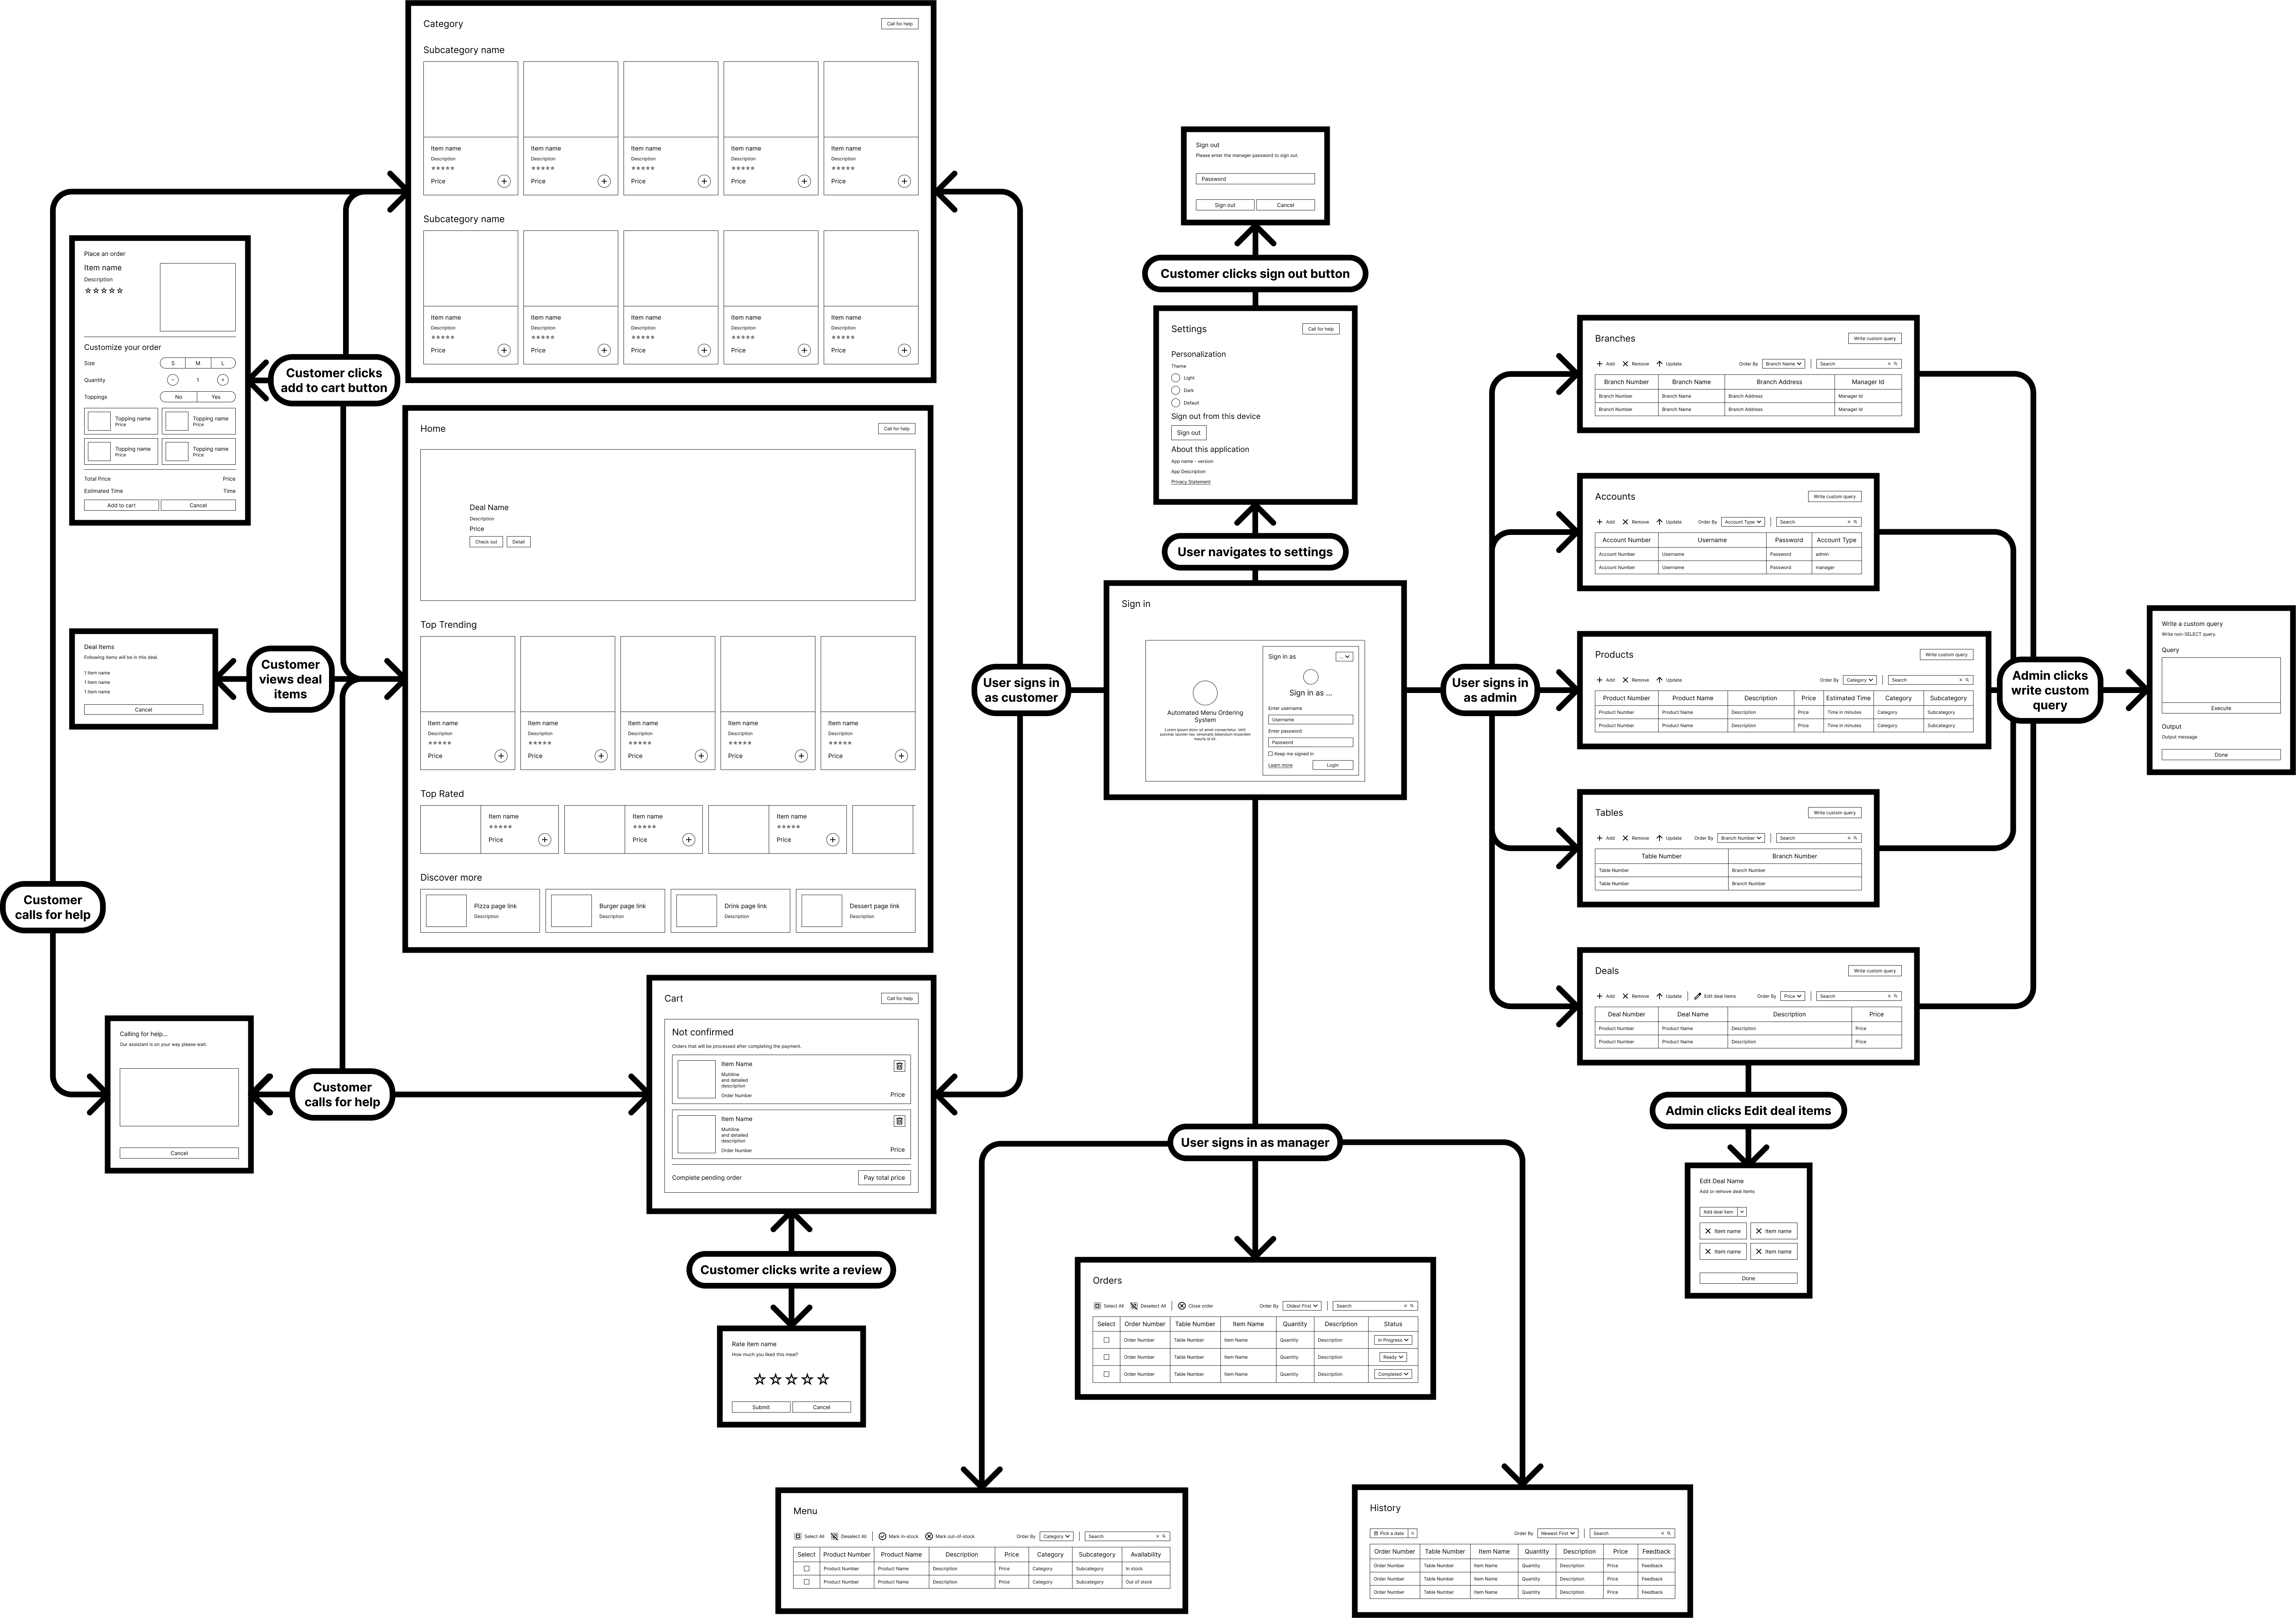 Category
Call for help
Subcategory name
Item name
Description
Price
Item name
Description
Price
Item name
Description
Price
Item name
Description
Price
Item name
Description
Price
Subcategory name
Item name
Description
Price
Item name
Description
Price
Item name
Description
Price
Item name
Description
Price
Item name
Description
Price
Place an order
Item name
Description
Customize your order
Size S M L
Quantity 1
Toppings No Yes
Topping name
Price
Topping name
Price
Topping name
Price
Topping name
Price
Total Price Price
Estimated Time Time
Add to cart Cancel
Customer clicks
add to cart button
Home
Call for help
Deal Name
Description
Price
Check out Detail
Top Trending
Item name
Description
Price
Item name
Description
Price
Item name
Description
Price
Item name
Description
Price
Item name
Description
Price
Top Rated
Item name
Price
Item name
Price
Item name
Price
Discover more
Pizza page link
Description
Burger page link
Description
Drink page link
Description
Dessert page link
Description
Deal Items
Following items will be in this deal.
1 Item name
1 Item name
1 Item name
Cancel
Customer
views deal
items
Customer
calls for help
Calling for help...
Our assistant is on your way please wait.
Cancel
Customer
calls for help
Cart
Call for help
Not confirmed
Orders that will be processed after completing the payment.
Item Name
Multiline
and detailed
description
Order Number
Price
Item Name
Multiline
and detailed
description
Order Number
Price
Complete pending order Pay total price
Customer clicks write a review
Rate Item name
How much you liked this meal?
Submit Cancel
Sign out
Please enter the manager password to sign out.
Password
Sign out Cancel
Customer clicks sign out button
Settings
Call for help
Personalization
Theme
Light
Dark
Default
Sign out from this device
Sign out
About this application
App name - version
App Description
Privacy Statement
User navigates to settings
Sign in
Automated Menu Ordering
System
Lorem ipsum dolor sit amet consectetur. Velit
pulvinar laoreet nec venenatis bibendum imperdiet
mauris id sit.
Sign in as ...
Sign in as ...
Enter username
Username
Enter password
Password
Keep me signed in
Learn more Login
User signs in
as customer
User signs in
as admin
User signs in as manager
Branches
Write custom query
Add Remove Update Order By Branch Name Search
Branch Number Branch Name Branch Address Manager Id
Branch Number Branch Name Branch Address Manager Id
Branch Number Branch Name Branch Address Manager Id
Accounts
Write custom query
Add Remove Update Order By Account Type Search
Account Number Username Password Account Type
Account Number Username Password admin
Account Number Username Password manager
Products
Write custom query
Add Remove Update Order By Category Search
Product Number Product Name Description Price Estimated Time Category Subcategory
Product Number Product Name Description Price Time in minutes Category Subcategory
Product Number Product Name Description Price Time in minutes Category Subcategory
Tables
Write custom query
Add Remove Update Order By Branch Number Search
Table Number Branch Number
Table Number Branch Number
Table Number Branch Number
Deals
Write custom query
Add Remove Update Edit deal items Order By Price Search
Deal Number Deal Name Description Price
Product Number Product Name Description Price
Product Number Product Name Description Price
Admin clicks
write custom
query
Write a custom query
Write non-SELECT query.
Query
Execute
Output
Output message
Done
Admin clicks Edit deal items
Edit Deal Name
Add or remove deal items
Add deal item
Item name Item name
Item name Item name
Done
Orders
Select All Deselect All Close order Order By Oldest First Search
Select Order Number Table Number Item Name Quantity Description Status
Order Number Table Number Item Name Quantity Description In Progress
Order Number Table Number Item Name Quantity Description Ready
Order Number Table Number Item Name Quantity Description Completed
Menu
Select All Deselect All Mark in-stock Mark out-of-stock Order By Category Search
Select Product Number Product Name Description Price Category Subcategory Availability
Product Number Product Name Description Price Category Subcategory In stock
Product Number Product Name Description Price Category Subcategory Out of stock
History
Pick a date Order By Newest First Search
Order Number Table Number Item Name Quantity Description Price Feedback
Order Number Table Number Item Name Quantity Description Price Feedback
Order Number Table Number Item Name Quantity Description Price Feedback
Order Number Table Number Item Name Quantity Description Price Feedback